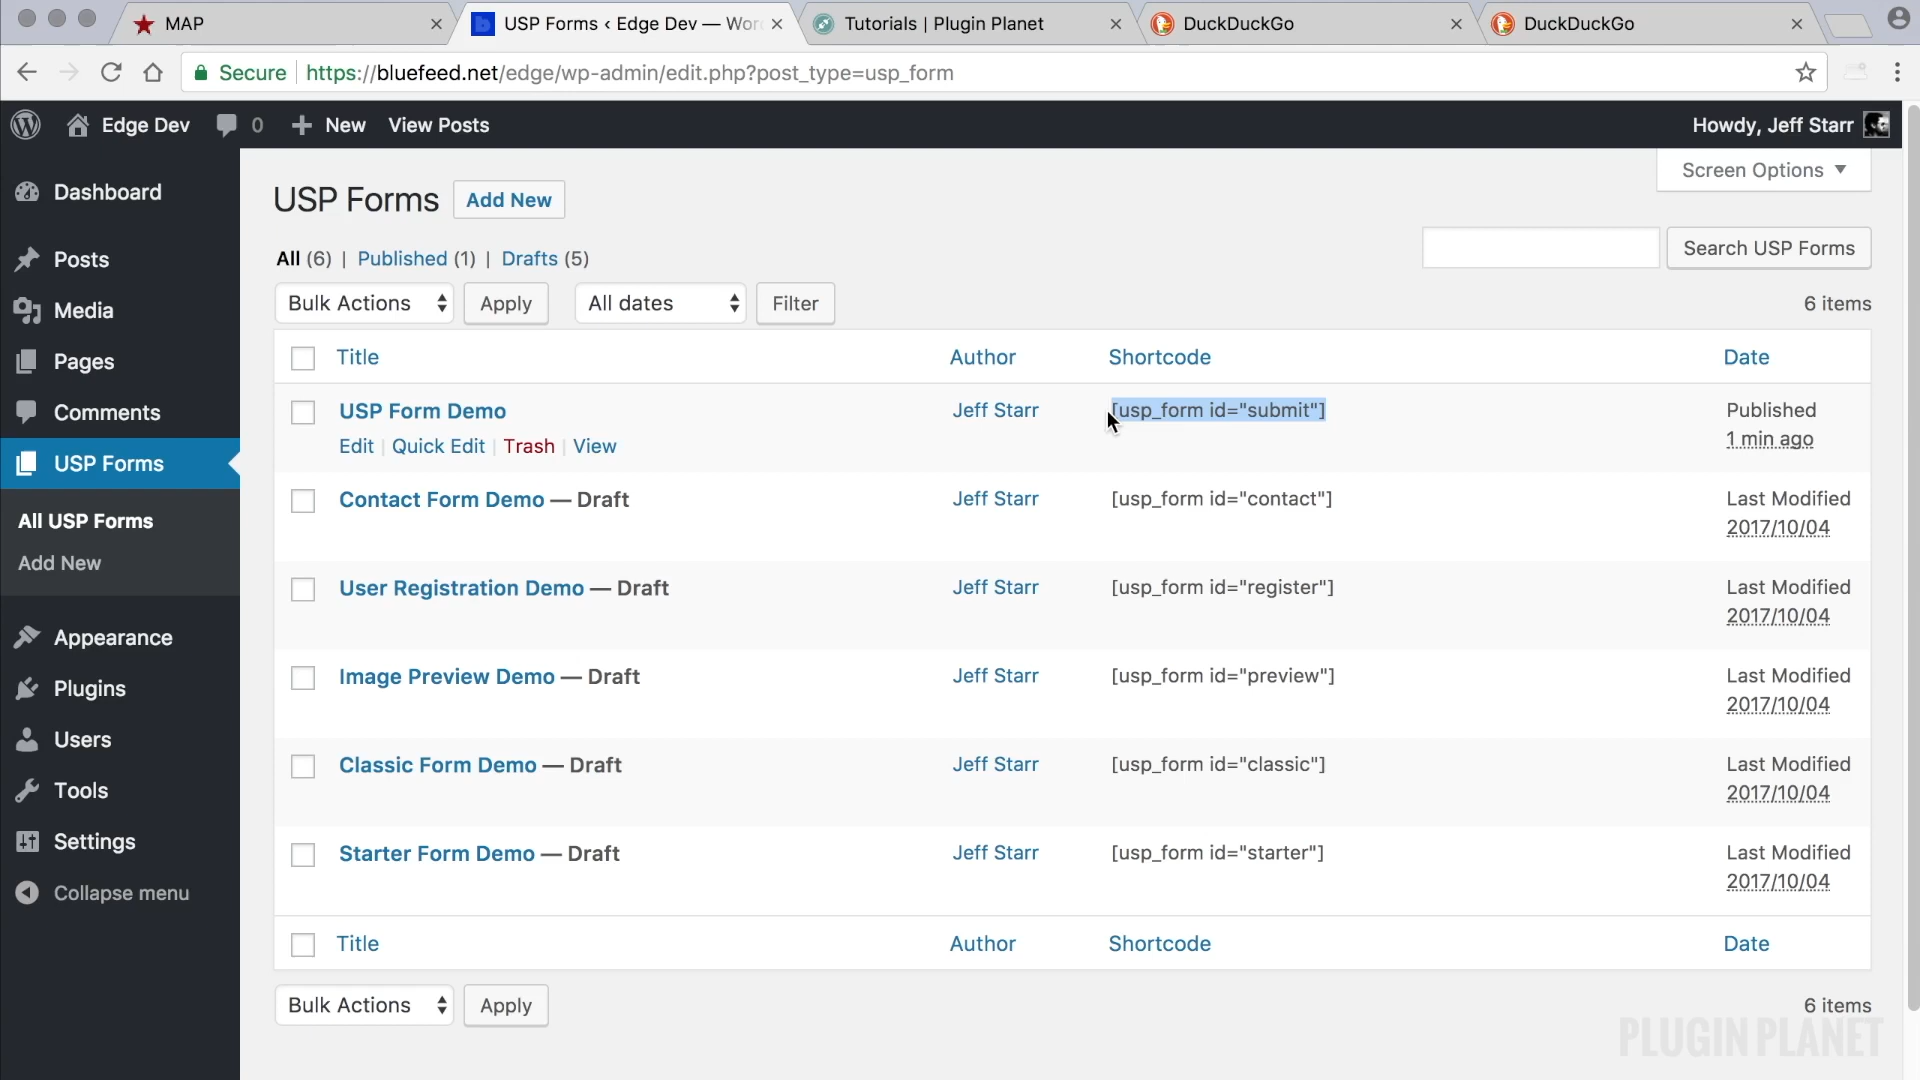 MAP
USP Forms ‹ Edge Dev — Wor
Tutorials | Plugin Planet
DuckDuckGo
DuckDuckGo
Secure https://bluefeed.net/edge/wp-admin/edit.php?post_type=usp_form
Edge Dev 0 New View Posts
Howdy, Jeff Starr
Screen Options
Dashboard
Posts
Media
Pages
Comments
USP Forms
All USP Forms
Add New
Appearance
Plugins
Users
Tools
Settings
Collapse menu
USP Forms Add New
All (6) | Published (1) | Drafts (5)
Search USP Forms
Bulk Actions Apply All dates Filter
6 items
Title Author Shortcode Date
USP Form Demo Jeff Starr [usp_form id="submit"] Published
Edit | Quick Edit | Trash | View 1 min ago
Contact Form Demo — Draft Jeff Starr [usp_form id="contact"] Last Modified
2017/10/04
User Registration Demo — Draft Jeff Starr [usp_form id="register"] Last Modified
2017/10/04
Image Preview Demo — Draft Jeff Starr [usp_form id="preview"] Last Modified
2017/10/04
Classic Form Demo — Draft Jeff Starr [usp_form id="classic"] Last Modified
2017/10/04
Starter Form Demo — Draft Jeff Starr [usp_form id="starter"] Last Modified
2017/10/04
Title Author Shortcode Date
Bulk Actions Apply
6 items
PLUGIN PLANET